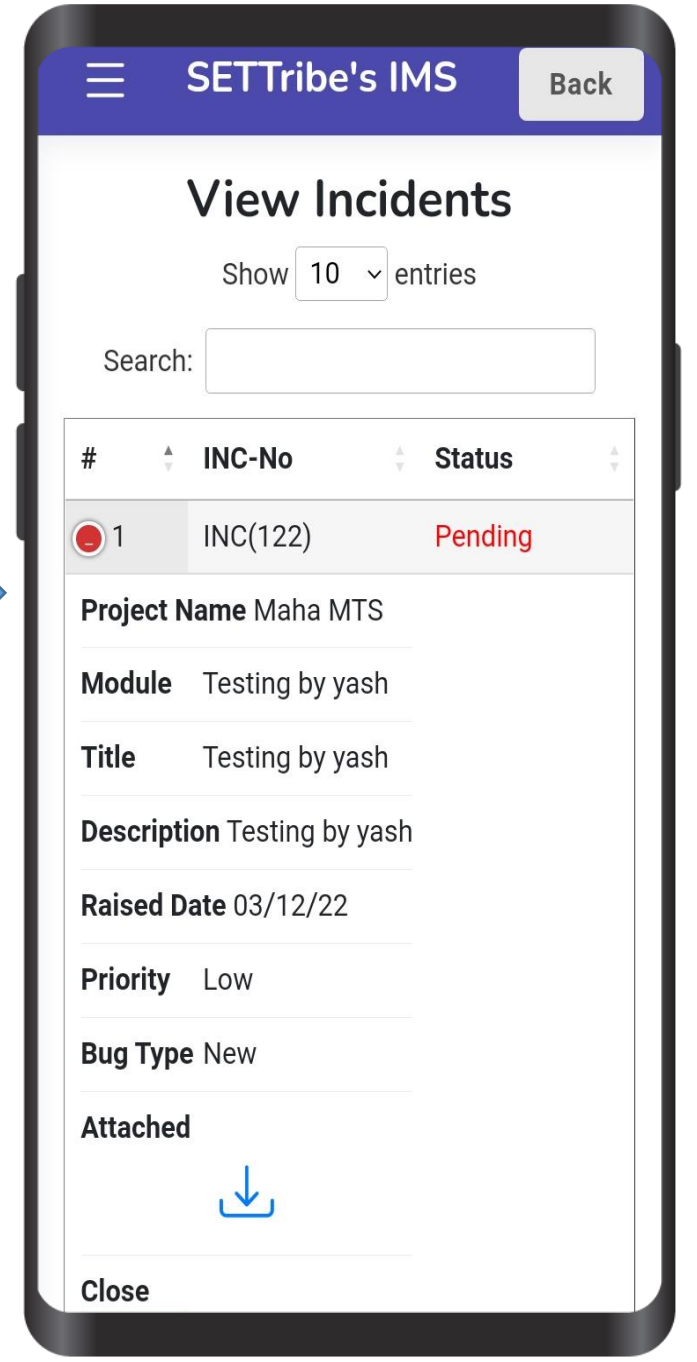 SETTribe's IMS Back
View Incidents
Show 10 entries
Search:
# INC-No Status
1 INC(122) Pending
Project Name Maha MTS
Module Testing by yash
Title Testing by yash
Description Testing by yash
Raised Date 03/12/22
Priority Low
Bug Type New
Attached
Close